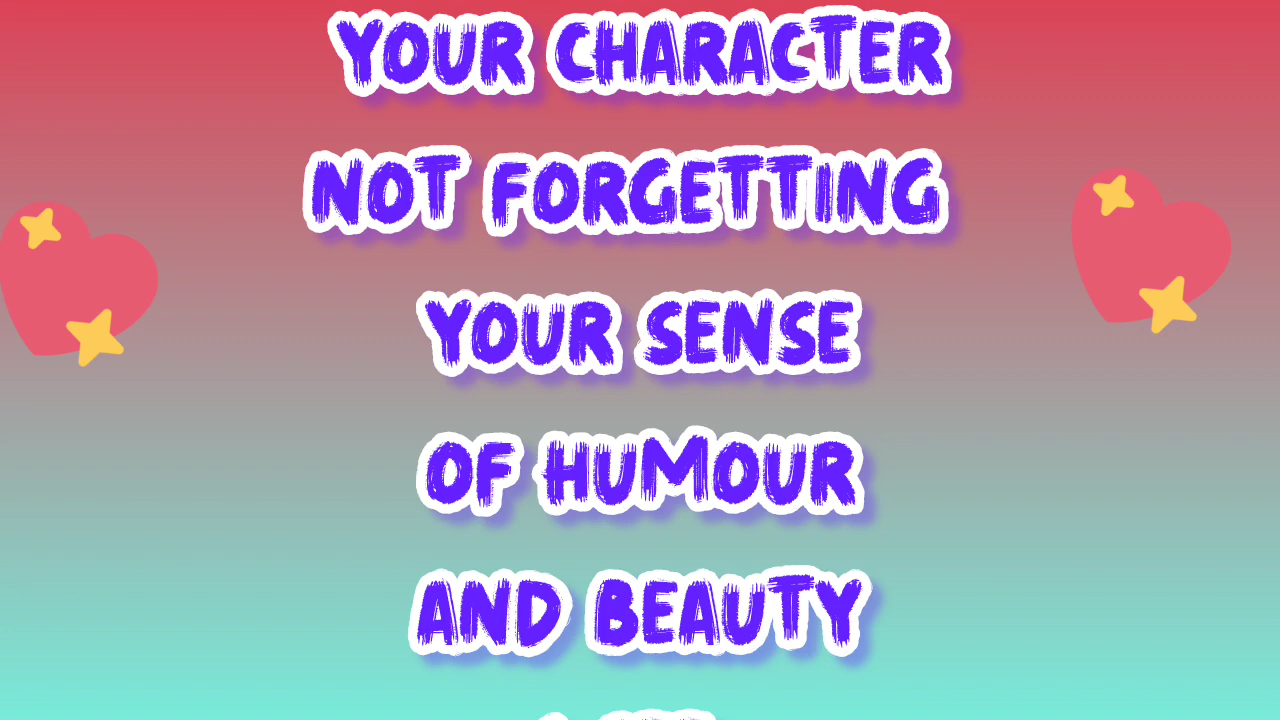 YOUR CHARACTER
NOT FORGETTING
YOUR SENSE
OF HUMOUR
AND BEAUTY